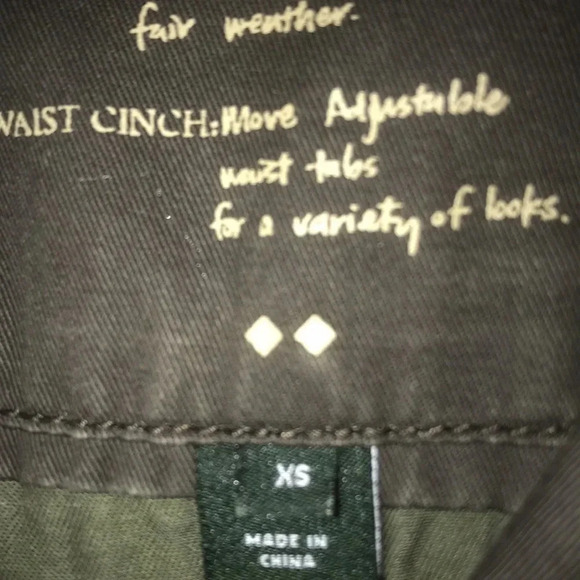 fair weather.
WAIST CINCH: Move Adjustable
waist tabs
for a variety of looks.
XS
MADE IN
CHINA